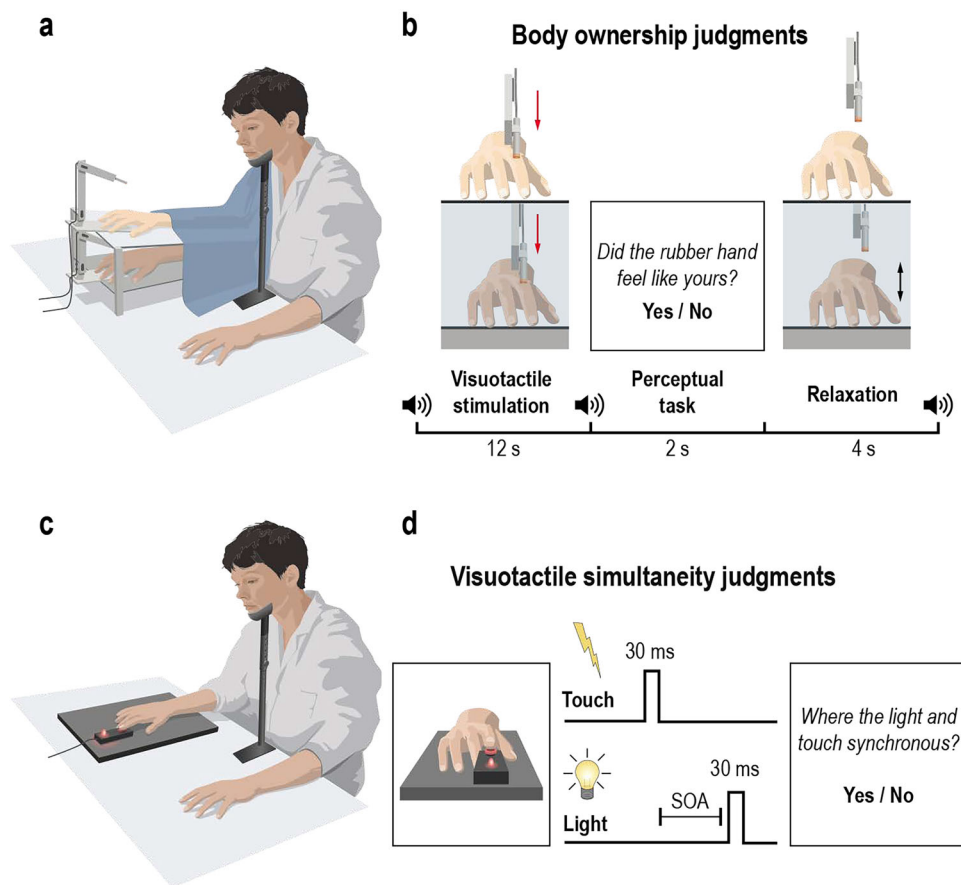 a
b
Body ownership judgments
Did the rubber hand
feel like yours?
Yes / No
Visuotactile
stimulation
Perceptual
task
Relaxation
12 s
2 s
4 s
c
d
Visuotactile simultaneity judgments
30 ms
Touch
30 ms
SOA
Light
Where the light and
touch synchronous?
Yes / No